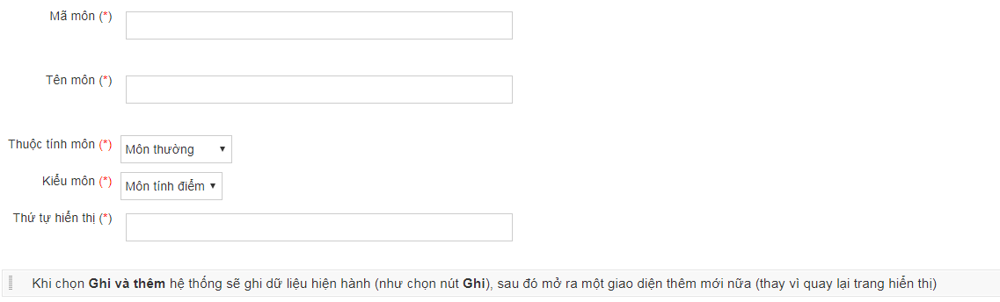 Mã môn (*)
Tên môn (*)
Thuộc tính môn (*) Môn thường
Kiểu môn (*) Môn tính điểm
Thứ tự hiển thị (*)
Khi chọn Ghi và thêm hệ thống sẽ ghi dữ liệu hiện hành (như chọn nút Ghi), sau đó mở ra một giao diện thêm mới nữa (thay vì quay lại trang hiển thị)